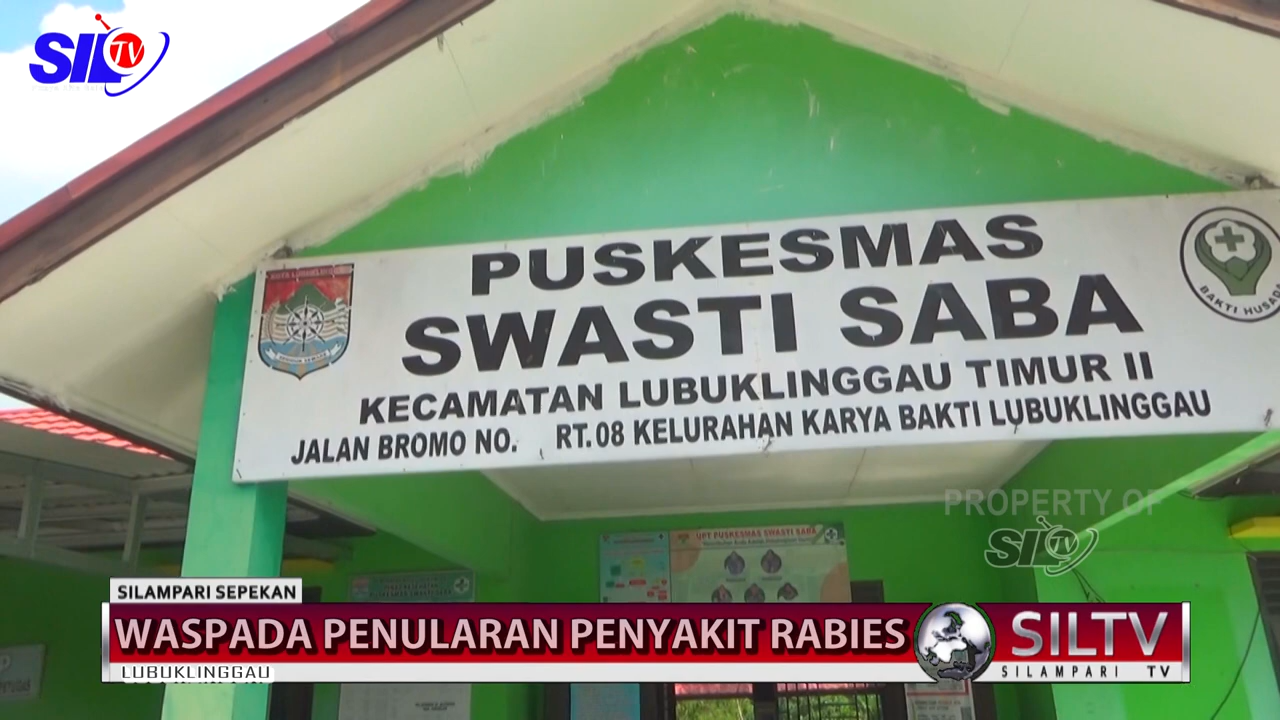 SILTV
PUSKESMAS
SWASTI SABA
KECAMATAN LUBUKLINGGAU TIMUR II
JALAN BROMO NO. RT.08 KELURAHAN KARYA BAKTI LUBUKLINGGAU
BAKTI HUSADA
PROPERTY OF
SILTV
UPT PUSKESMAS SWASTI SABA
SILAMPARI SEPEKAN
WASPADA PENULARAN PENYAKIT RABIES
LUBUKLINGGAU
SILTV
SILAMPARI TV